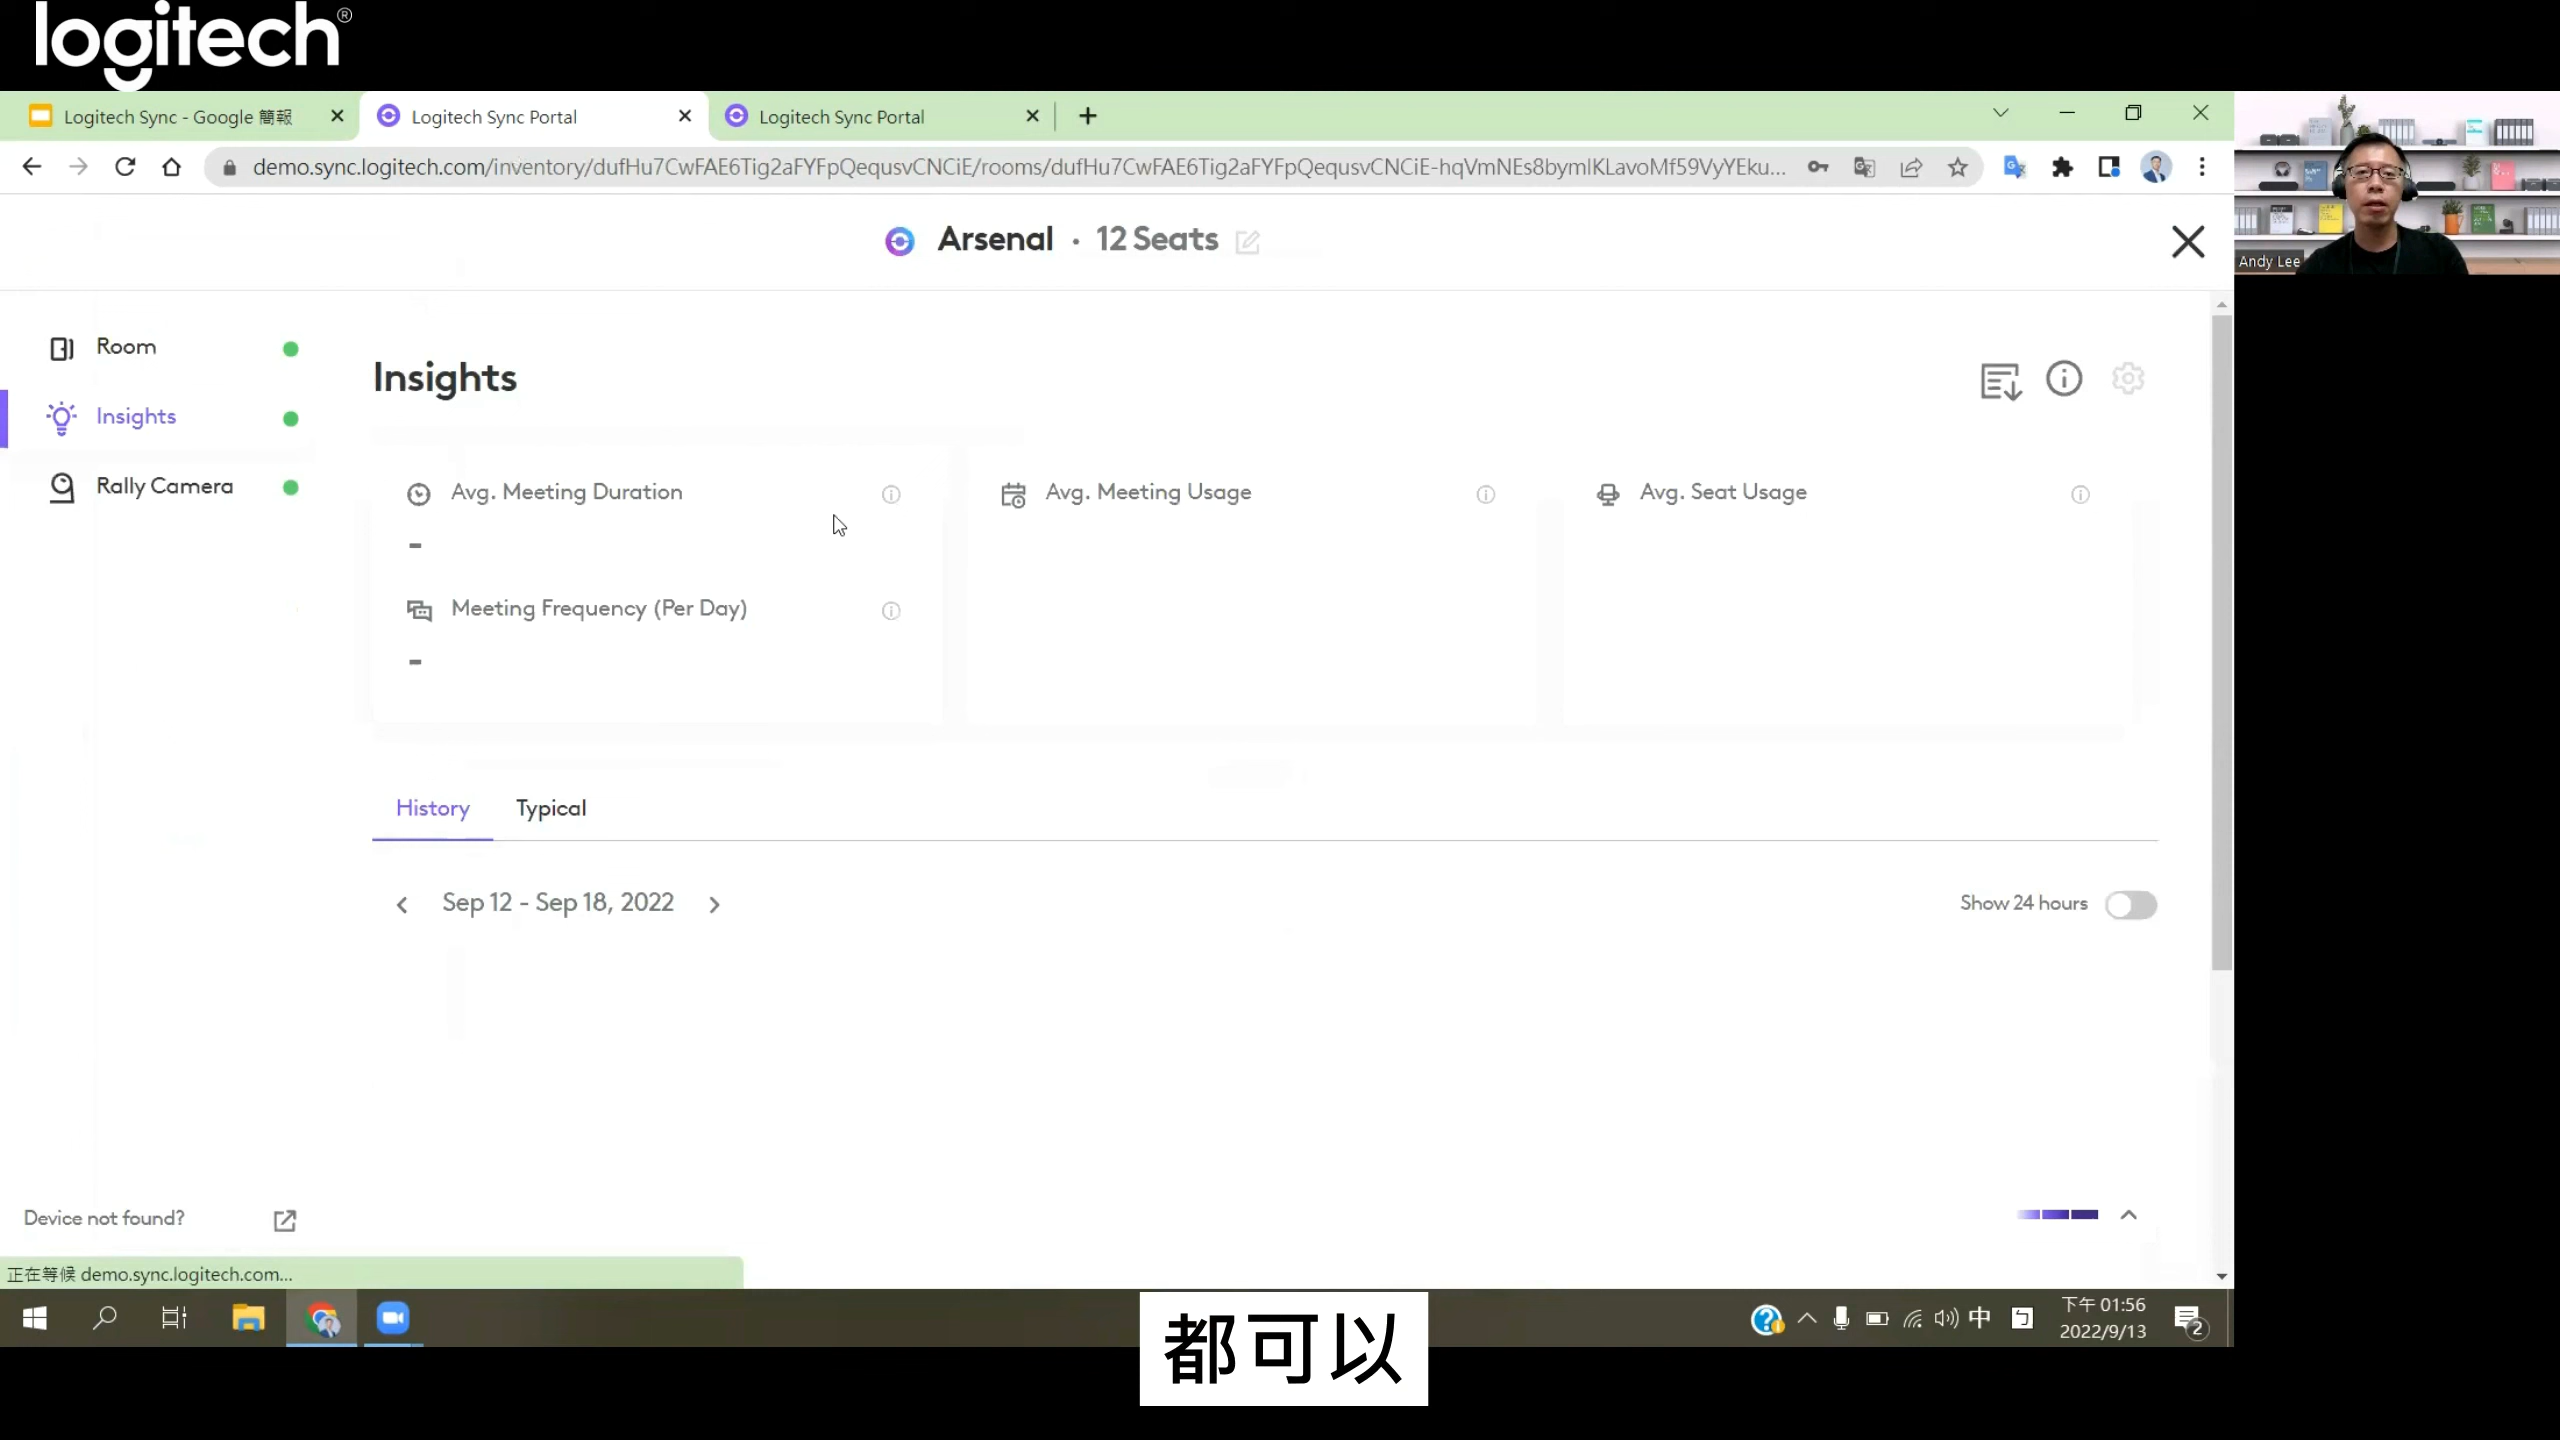 logitech®
Logitech Sync - Google 簡報
Logitech Sync Portal
Logitech Sync Portal
demo.sync.logitech.com/inventory/dufHu7CwFAE6Tig2aFYFpQequsvCNCiE/rooms/dufHu7CwFAE6Tig2aFYFpQequsvCNCiE-hqVmNEs8bymlKLavoMf59VyYEku...
Andy Lee
Arsenal · 12 Seats
Room
Insights
Rally Camera
Insights
Avg. Meeting Duration
-
Meeting Frequency (Per Day)
-
Avg. Meeting Usage
Avg. Seat Usage
History
Typical
Sep 12 - Sep 18, 2022
Show 24 hours
Device not found?
正在等候 demo.sync.logitech.com...
中
ㄅ
下午 01:56
2022/9/13
2
都可以